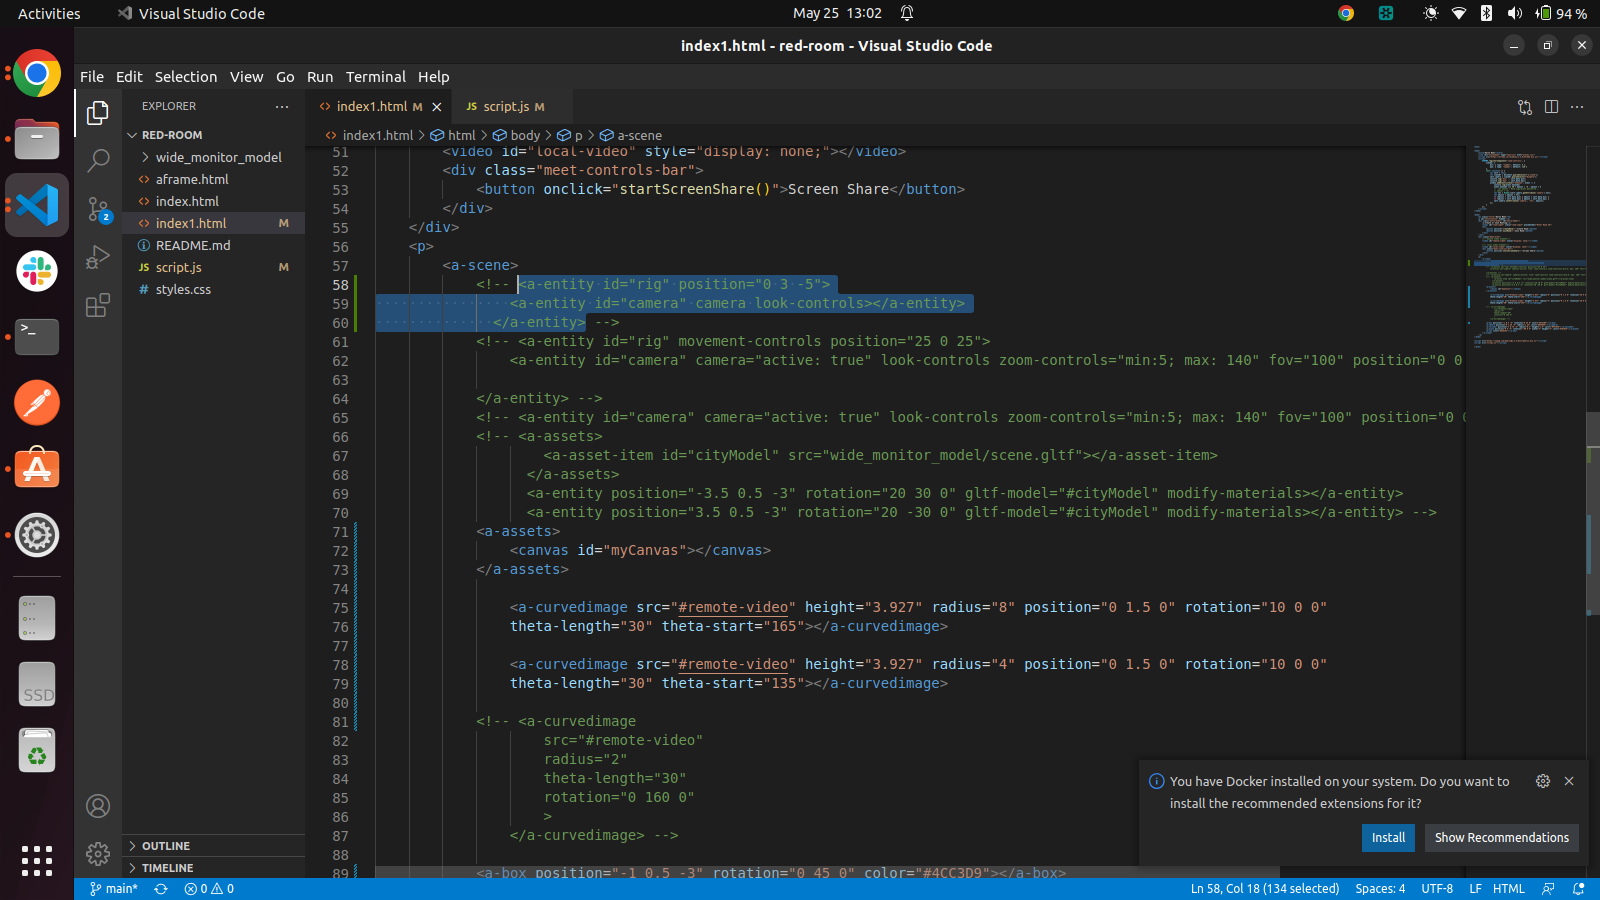 Activities
Visual Studio Code
May 25 13:02
94 %
index1.html - red-room - Visual Studio Code
File Edit Selection View Go Run Terminal Help
EXPLORER
index1.html M
JS script.js M
RED-ROOM
index1.html > html > body > p > a-scene
wide_monitor_model
aframe.html
index.html
index1.html M
README.md
JS script.js M
# styles.css
2
51 <video id="local-video" style="display: none;"></video>
52 <div class="meet-controls-bar">
53 <button onclick="startScreenShare()">Screen Share</button>
54 </div>
55 </div>
56 <p>
57 <a-scene>
58 <!-- <a-entity id="rig" position="0 3 -5">
59 <a-entity id="camera" camera look-controls></a-entity>
60 </a-entity> -->
61 <!-- <a-entity id="rig" movement-controls position="25 0 25">
62 <a-entity id="camera" camera="active: true" look-controls zoom-controls="min:5; max: 140" fov="100" position="0 0
63
64 </a-entity> -->
65 <!-- <a-entity id="camera" camera="active: true" look-controls zoom-controls="min:5; max: 140" fov="100" position="0 0
66 <!-- <a-assets>
67 <a-asset-item id="cityModel" src="wide_monitor_model/scene.gltf"></a-asset-item>
68 </a-assets>
69 <a-entity position="-3.5 0.5 -3" rotation="20 30 0" gltf-model="#cityModel" modify-materials></a-entity>
70 <a-entity position="3.5 0.5 -3" rotation="20 -30 0" gltf-model="#cityModel" modify-materials></a-entity> -->
71 <a-assets>
72 <canvas id="myCanvas"></canvas>
73 </a-assets>
74
75 <a-curvedimage src="#remote-video" height="3.927" radius="8" position="0 1.5 0" rotation="10 0 0"
76 theta-length="30" theta-start="165"></a-curvedimage>
77
78 <a-curvedimage src="#remote-video" height="3.927" radius="4" position="0 1.5 0" rotation="10 0 0"
79 theta-length="30" theta-start="135"></a-curvedimage>
80
81 <!-- <a-curvedimage
82 src="#remote-video"
83 radius="2"
84 theta-length="30"
85 rotation="0 160 0"
86 >
87 </a-curvedimage> -->
88
89 <a-box position="-1 0.5 -3" rotation="0 45 0" color="#4CC3D9"></a-box>
You have Docker installed on your system. Do you want to
install the recommended extensions for it?
Install
Show Recommendations
SSD
OUTLINE
TIMELINE
main*
0 0
Ln 58, Col 18 (134 selected)
Spaces: 4
UTF-8
LF
HTML